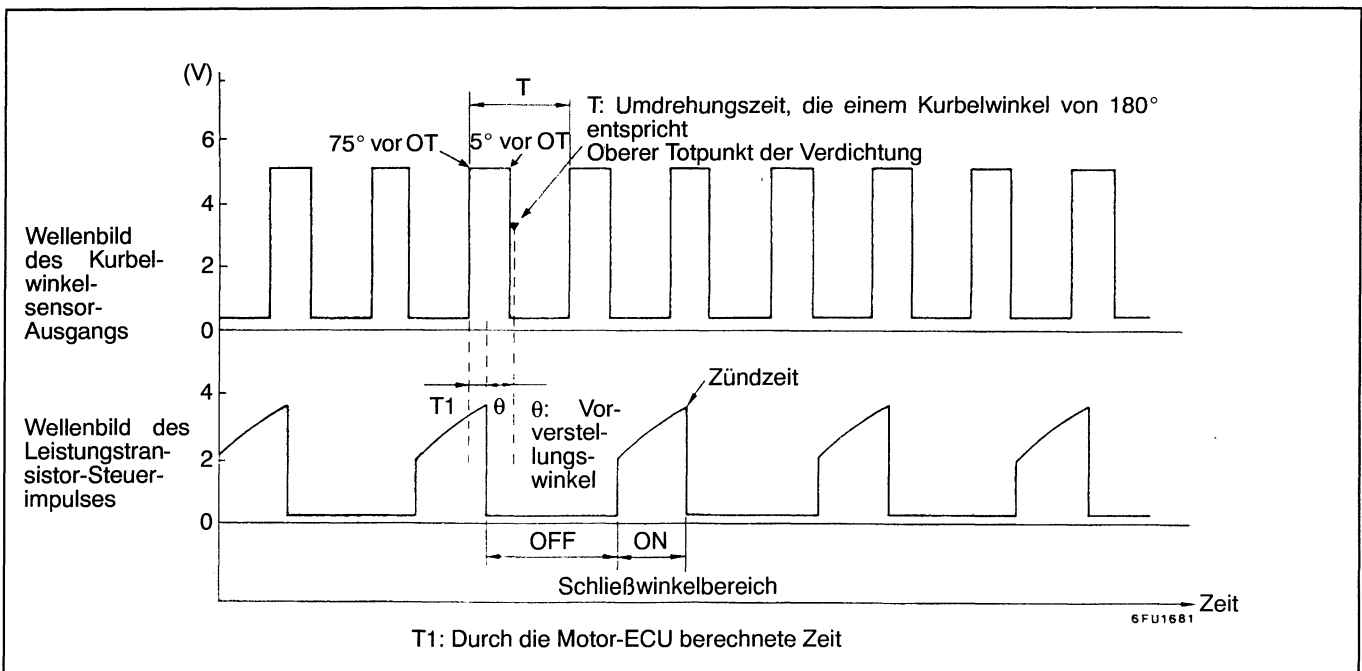 (V)
T
T: Umdrehungszeit, die einem Kurbelwinkel von 180°
entspricht
Oberer Totpunkt der Verdichtung
75° vor OT
5° vor OT
6
4
2
0
Wellenbild
des Kurbel-
winkel-
sensor-
Ausgangs
T1
θ
θ: Vor-
verstel-
lungs-
winkel
Zündzeit
4
2
0
Wellenbild des
Leistungstran-
sistor-Steuer-
impulses
OFF
ON
Schließwinkelbereich
Zeit
6FU1681
T1: Durch die Motor-ECU berechnete Zeit